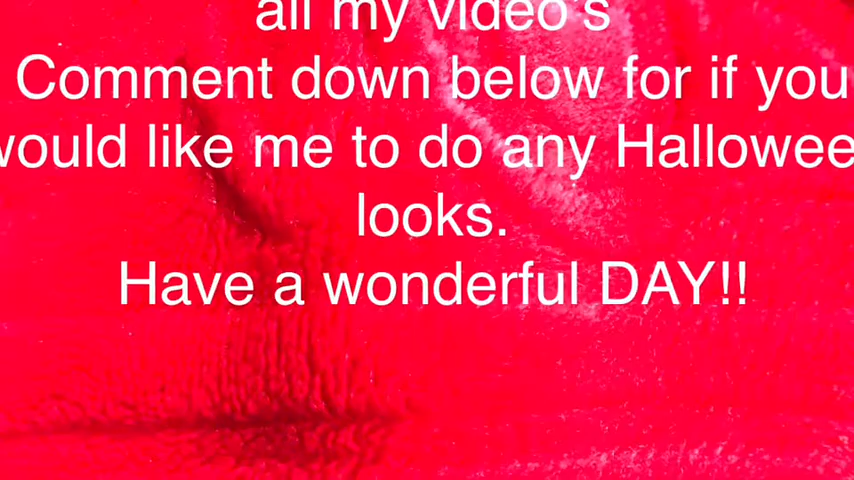 all my video's
Comment down below for if you
would like me to do any Hallowee
looks.
Have a wonderful DAY!!